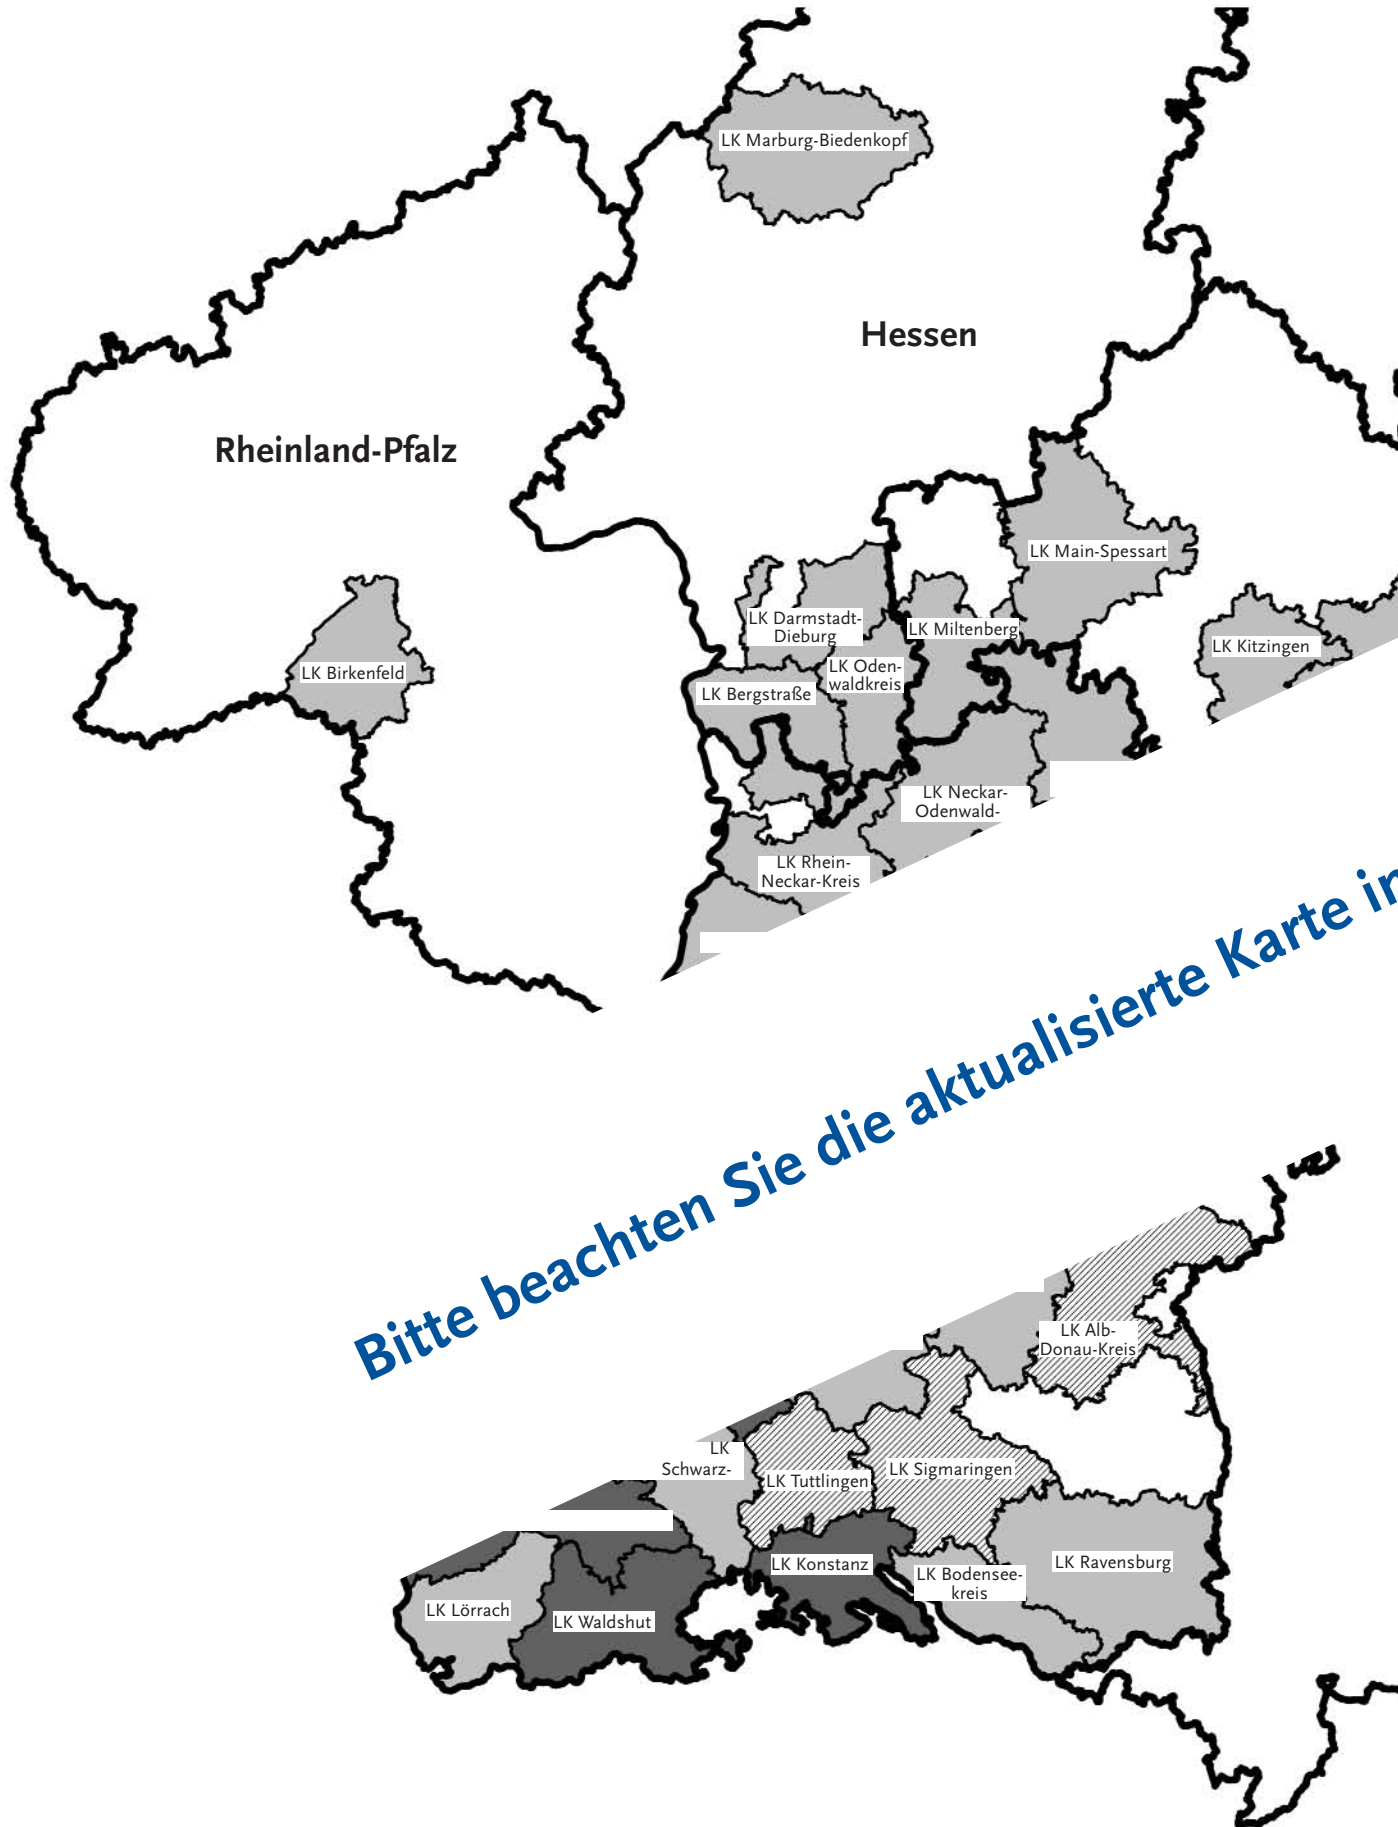 LK Marburg-Biedenkopf
Hessen
Rheinland-Pfalz
LK Main-Spessart
LK Darmstadt-
Dieburg
LK Miltenberg
LK Kitzingen
LK Birkenfeld
LK Oden-
waldkreis
LK Bergstraße
LK Neckar-
Odenwald-
LK Rhein-
Neckar-Kreis
Bitte beachten Sie die aktualisierte Karte in
LK Alb-
Donau-Kreis
LK
Schwarz-
LK Tuttlingen
LK Sigmaringen
LK Konstanz
LK Ravensburg
LK Bodensee-
kreis
LK Lörrach
LK Waldshut